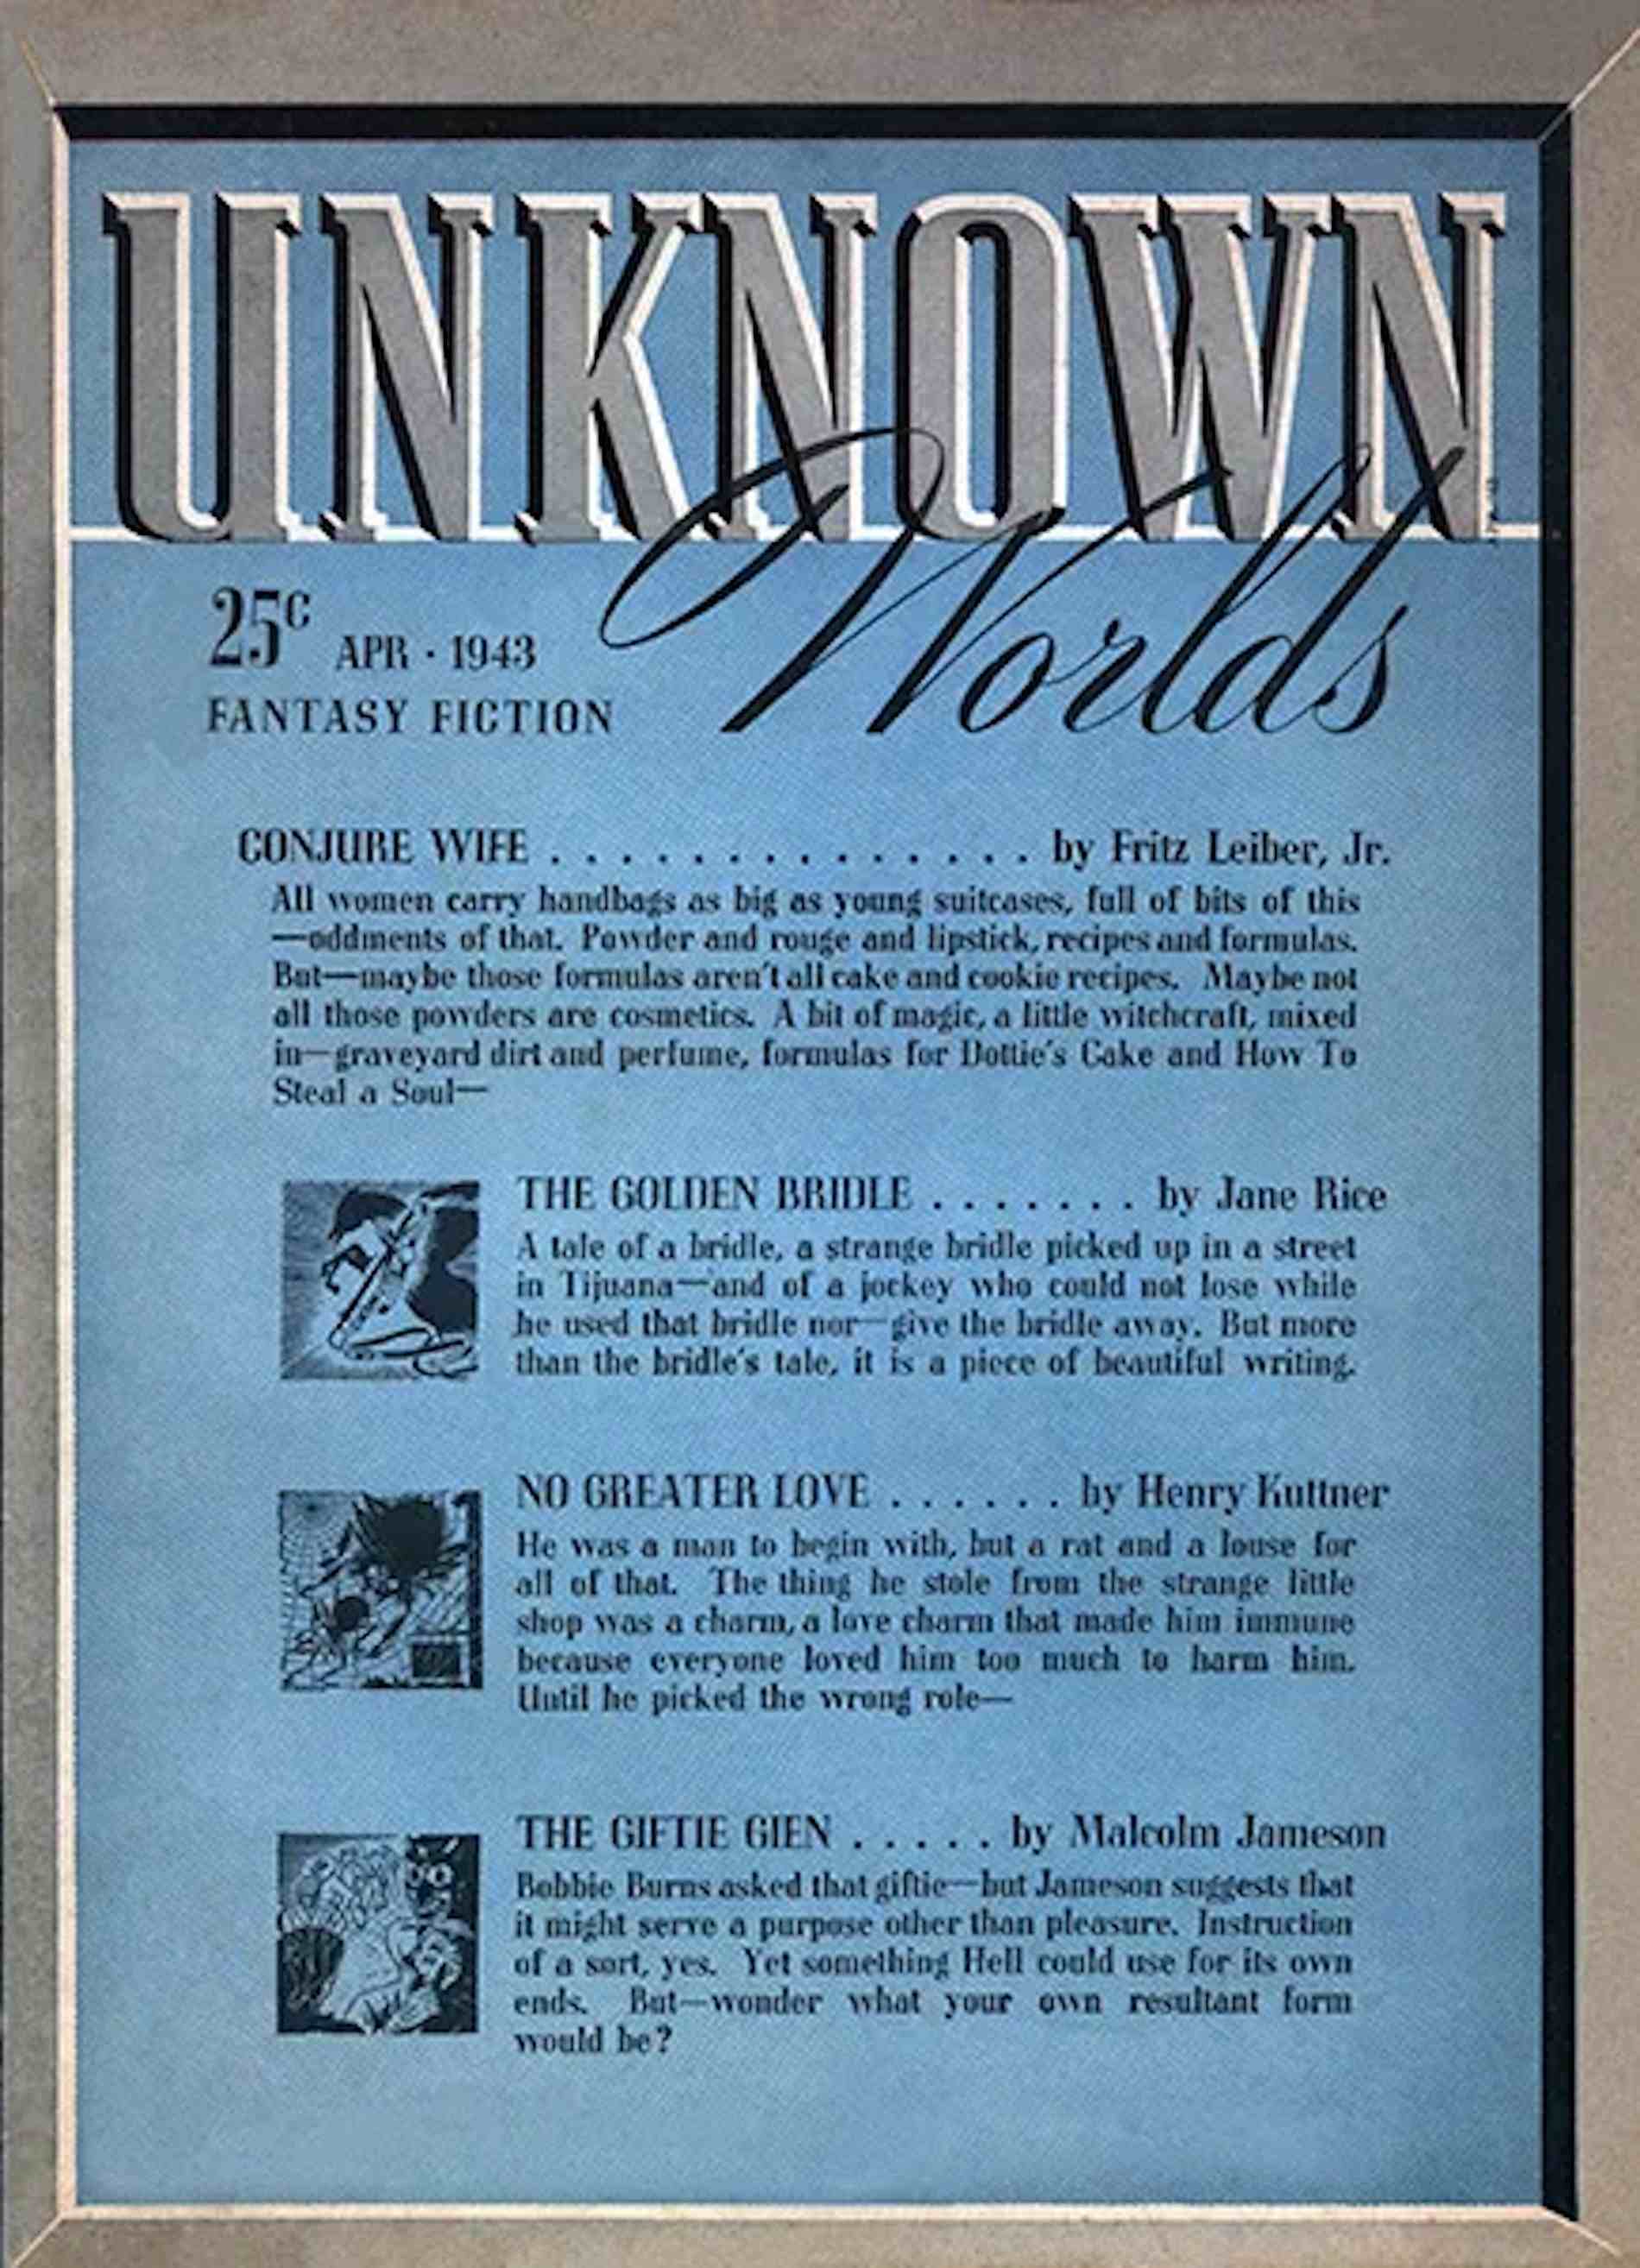 UNKNOWN
Worlds
25c APR · 1943
FANTASY FICTION
CONJURE WIFE . . . . . . . . . . . . . . . by Fritz Leiber, Jr.
All women carry handbags as big as young suitcases, full of bits of this
—oddments of that. Powder and rouge and lipstick, recipes and formulas.
But—maybe those formulas aren't all cake and cookie recipes. Maybe not
all those powders are cosmetics. A bit of magic, a little witchcraft, mixed
in—graveyard dirt and perfume, formulas for Dottie's Cake and How To
Steal a Soul—
THE GOLDEN BRIDLE . . . . . . . by Jane Rice
A tale of a bridle, a strange bridle picked up in a street
in Tijuana—and of a jockey who could not lose while
he used that bridle nor—give the bridle away. But more
than the bridle's tale, it is a piece of beautiful writing.
NO GREATER LOVE . . . . . . by Henry Kuttner
He was a man to begin with, but a rat and a louse for
all of that. The thing he stole from the strange little
shop was a charm, a love charm that made him immune
because everyone loved him too much to harm him.
Until he picked the wrong role—
THE GIFTIE GIEN . . . . . by Malcolm Jameson
Bobbie Burns asked that giftie—but Jameson suggests that
it might serve a purpose other than pleasure. Instruction
of a sort, yes. Yet something Hell could use for its own
ends. But—wonder what your own resultant form
would be?